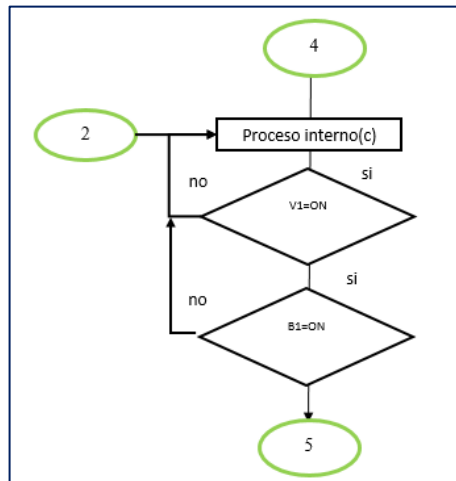 4
2
Proceso interno(c)
no
si
V1=ON
si
no
B1=ON
5